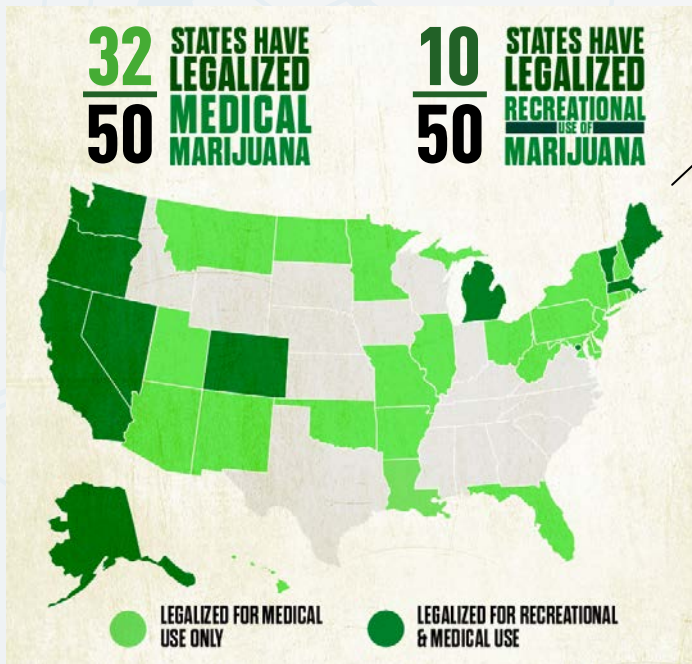 32
50
STATES HAVE
LEGALIZED
MEDICAL
MARIJUANA
10
50
STATES HAVE
LEGALIZED
RECREATIONAL
USE OF
MARIJUANA
LEGALIZED FOR MEDICAL
USE ONLY
LEGALIZED FOR RECREATIONAL
& MEDICAL USE